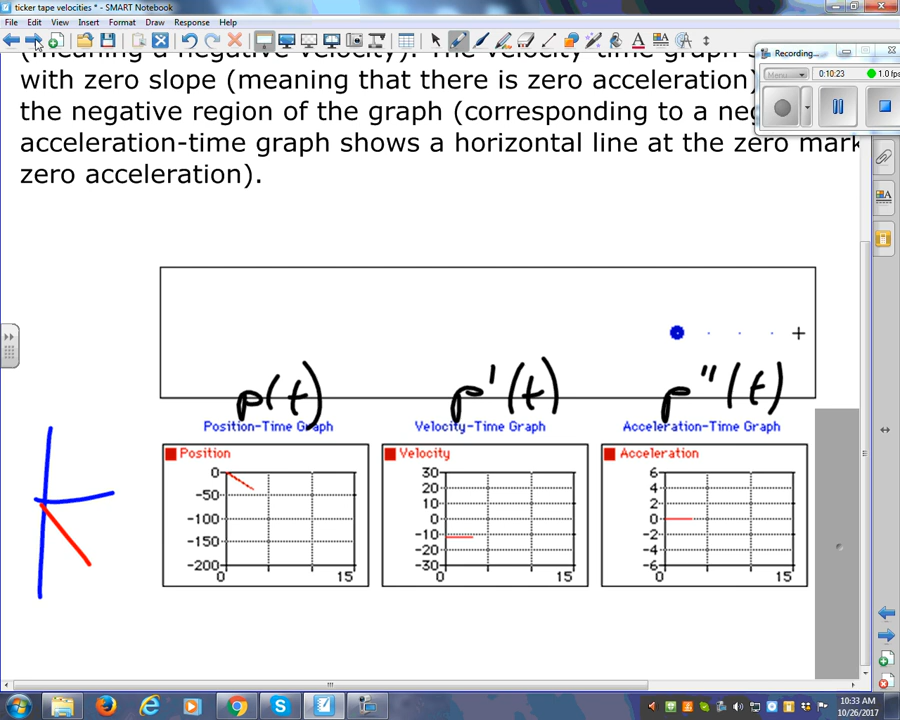 ticker tape velocities * - SMART Notebook
File Edit View Insert Format Draw Response Help
Recording...
Menu 0:10:23 1.0 fps
with zero slope (meaning that there is zero acceleration)
the negative region of the graph (corresponding to a neg
acceleration-time graph shows a horizontal line at the zero mark
zero acceleration).
p(t) p'(t) p"(t)
Position-Time Graph Velocity-Time Graph Acceleration-Time Graph
Position Velocity Acceleration
0 -50 -100 -150 -200 0 15
30 20 10 0 -10 -20 -30 0 15
6 4 2 0 -2 -4 -6 0 15
10:33 AM
10/26/2017